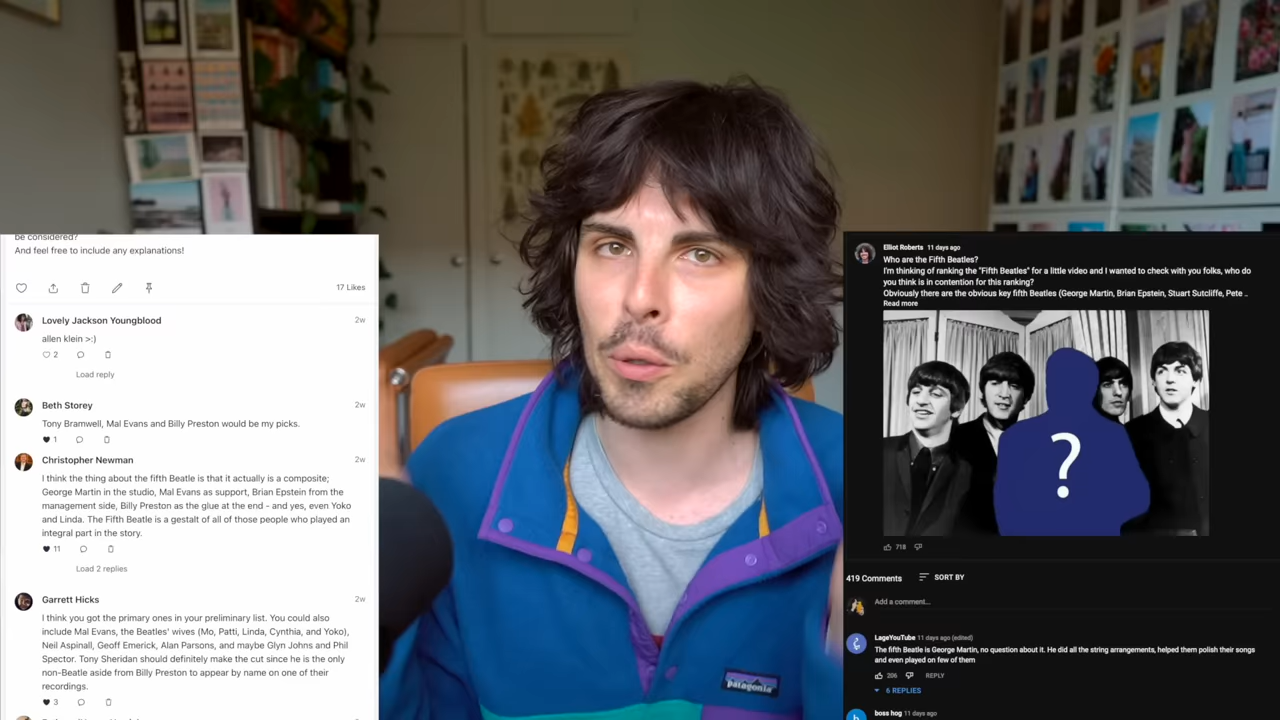 be considered?
And feel free to include any explanations!
17 Likes
Lovely Jackson Youngblood
2w
allen klein >:)
2
Load reply
Beth Storey
2w
Tony Bramwell, Mal Evans and Billy Preston would be my picks.
1
Christopher Newman
2w
I think the thing about the fifth Beatle is that it actually is a composite;
George Martin in the studio, Mal Evans as support, Brian Epstein from the
management side, Billy Preston as the glue at the end - and yes, even Yoko
and Linda. The Fifth Beatle is a gestalt of all of those people who played an
integral part in the story.
11
Load 2 replies
Garrett Hicks
2w
I think you got the primary ones in your preliminary list. You could also
include Mal Evans, the Beatles' wives (Mo, Patti, Linda, Cynthia, and Yoko),
Neil Aspinall, Geoff Emerick, Alan Parsons, and maybe Glyn Johns and Phil
Spector. Tony Sheridan should definitely make the cut since he is the only
non-Beatle aside from Billy Preston to appear by name on one of their
recordings.
3
patagonia
Elliot Roberts 11 days ago
Who are the Fifth Beatles?
I'm thinking of ranking the "Fifth Beatles" for a little video and I wanted to check with you folks, who do
you think is in contention for this ranking?
Obviously there are the obvious key fifth Beatles (George Martin, Brian Epstein, Stuart Sutcliffe, Pete ..
Read more
?
718
419 Comments
SORT BY
Add a comment...
LageYouTube 11 days ago (edited)
The fifth Beatle is George Martin, no question about it. He did all the string arrangements, helped them polish their songs
and even played on few of them
206 REPLY
6 REPLIES
b
boss hog 11 days ago